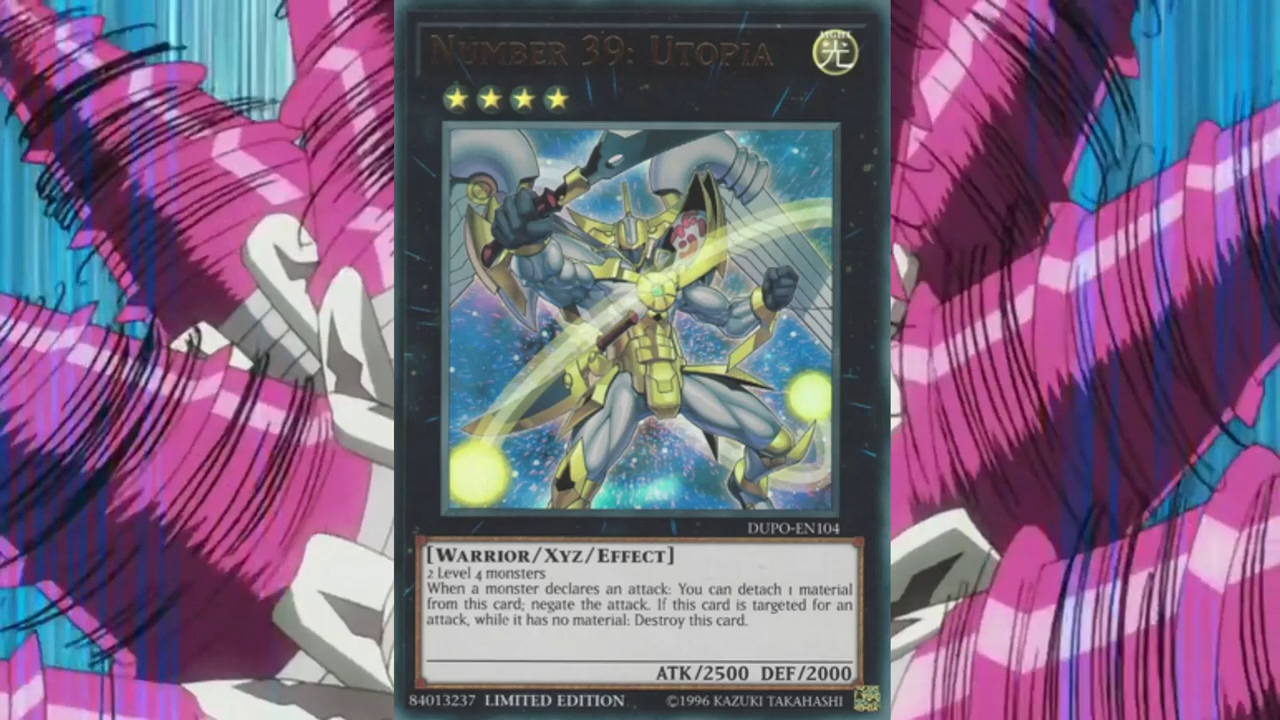 Number 39: Utopia
LIGHT
光
DUPO-EN104
[Warrior/Xyz/Effect]
2 Level 4 monsters
When a monster declares an attack: You can detach 1 material
from this card; negate the attack. If this card is targeted for an
attack, while it has no material: Destroy this card.
ATK/2500 DEF/2000
84013237 LIMITED EDITION ©1996 KAZUKI TAKAHASHI